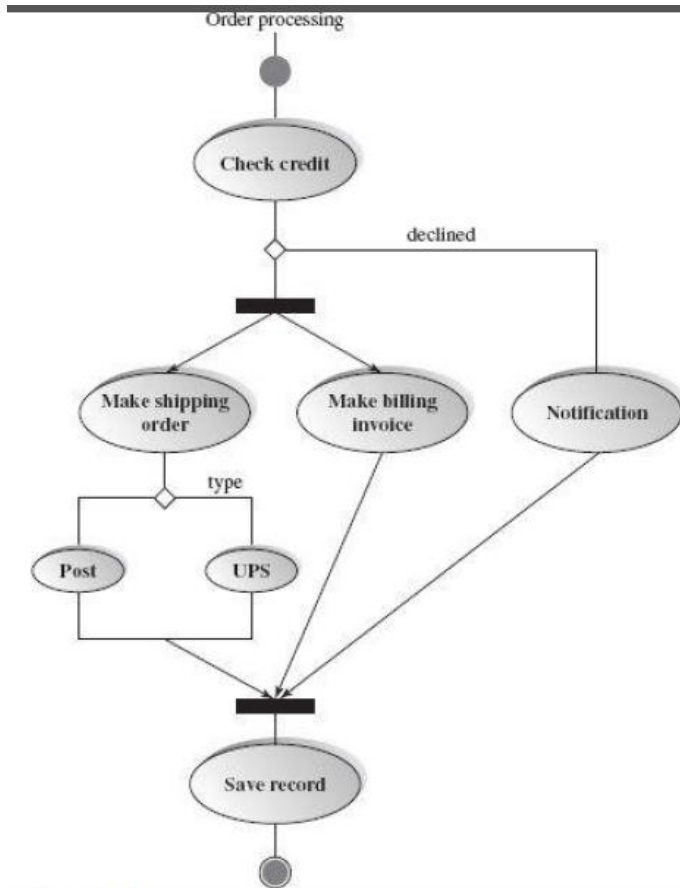 Order processing
Check credit
declined
Make shipping
order
Make billing
invoice
Notification
type
Post
UPS
Save record